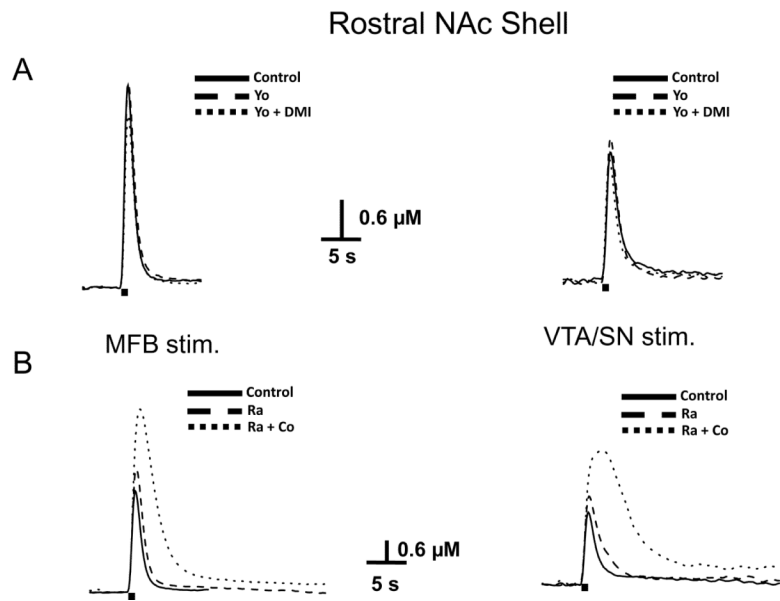 Rostral NAc Shell
A
Control
Yo
Yo + DMI
Control
Yo
Yo + DMI
0.6 μM
5 s
MFB stim.
VTA/SN stim.
B
Control
Ra
Ra + Co
Control
Ra
Ra + Co
0.6 μM
5 s